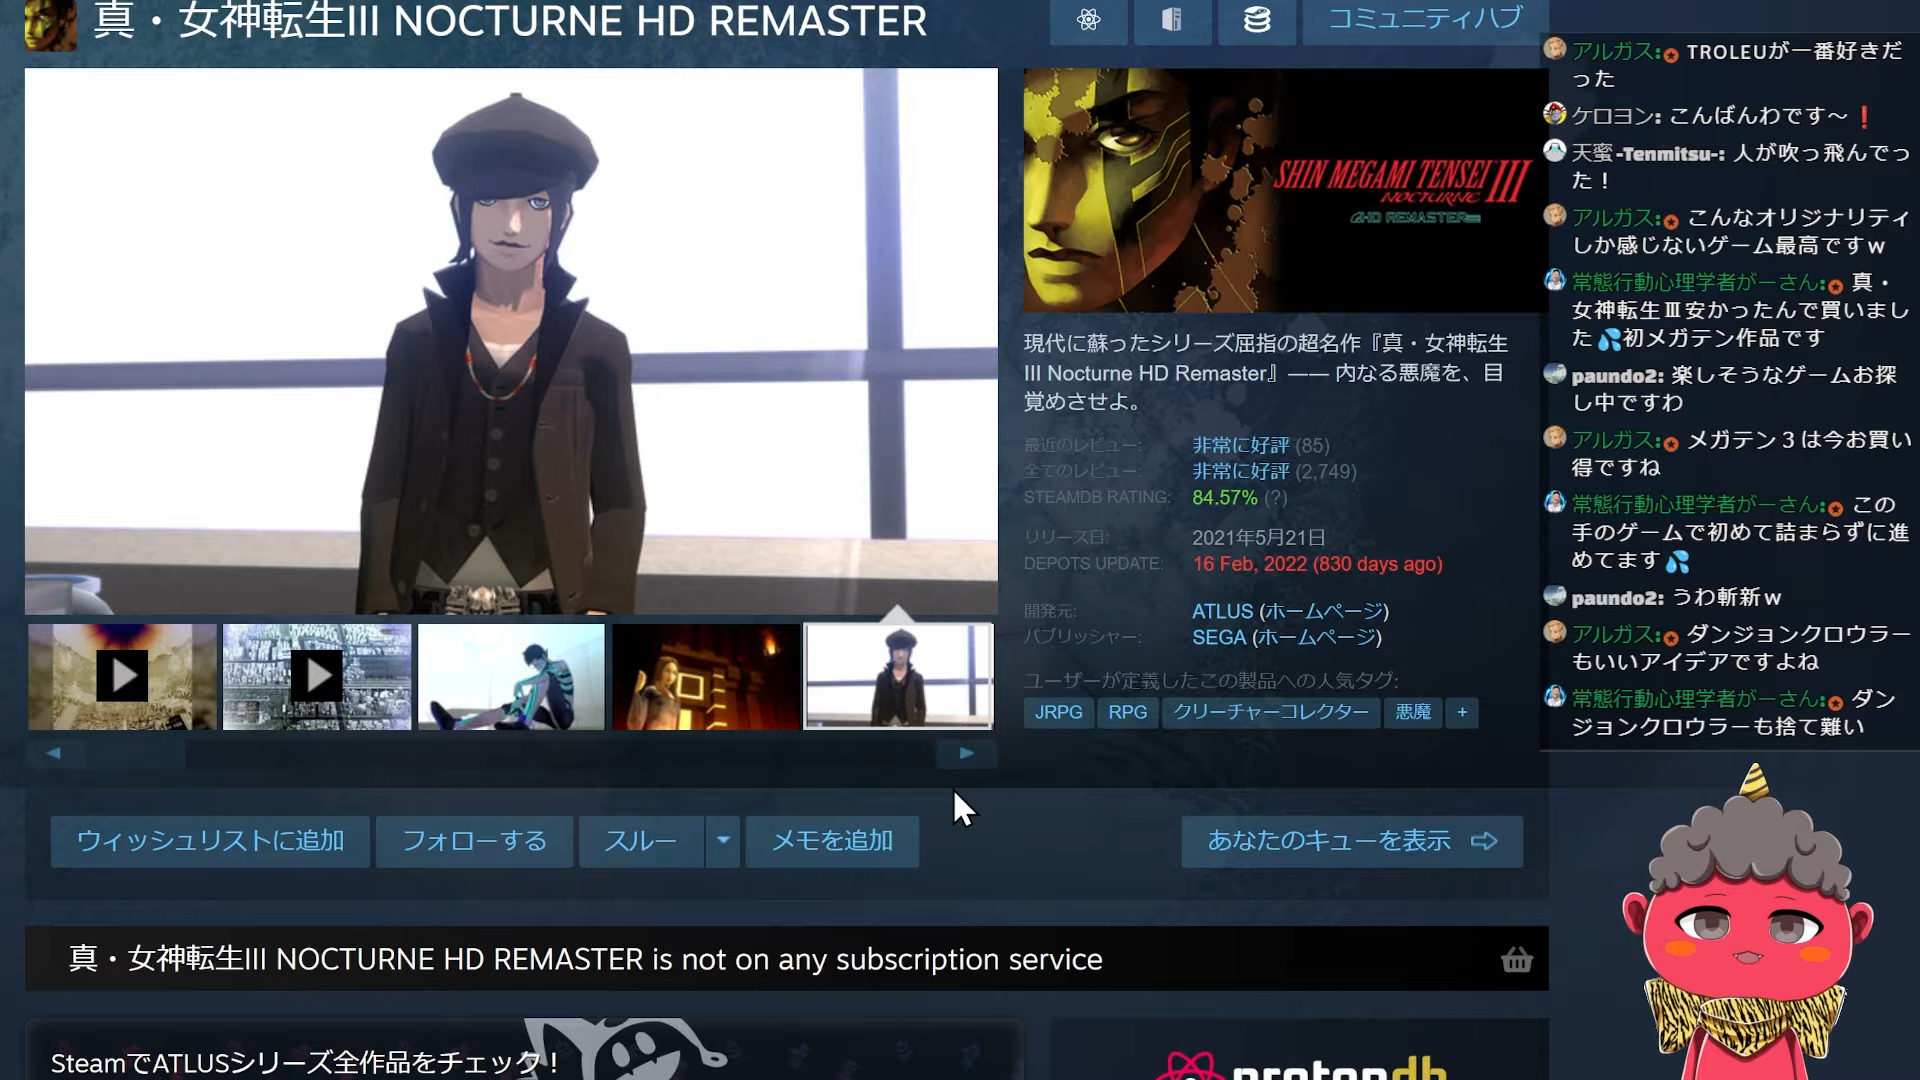 真・女神転生III NOCTURNE HD REMASTER
コミュニティハブ
SHIN MEGAMI TENSEI III
NOCTURNE
HD REMASTER
現代に蘇ったシリーズ屈指の超名作『真・女神転生
III Nocturne HD Remaster』—— 内なる悪魔を、目
覚めさせよ。
最近のレビュー: 非常に好評 (85)
全てのレビュー: 非常に好評 (2,749)
STEAMDB RATING: 84.57% (?)
リリース日: 2021年5月21日
DEPOTS UPDATE: 16 Feb, 2022 (830 days ago)
開発元: ATLUS (ホームページ)
パブリッシャー: SEGA (ホームページ)
ユーザーが定義したこの製品への人気タグ:
JRPG RPG クリーチャーコレクター 悪魔 +
ウィッシュリストに追加 フォローする スルー メモを追加 あなたのキューを表示
真・女神転生III NOCTURNE HD REMASTER is not on any subscription service
SteamでATLUSシリーズ全作品をチェック！
protondb
アルガス: TROLEUが一番好きだ
った
ケロヨン: こんばんわです～❗
天蜜-Tenmitsu-: 人が吹っ飛んでっ
た！
アルガス: こんなオリジナリティ
しか感じないゲーム最高ですw
常態行動心理学者がーさん: 真・
女神転生Ⅲ安かったんで買いまし
た💦初メガテン作品です
paundo2: 楽しそうなゲームお探
し中ですわ
アルガス: メガテン３は今お買い
得ですね
常態行動心理学者がーさん: この
手のゲームで初めて詰まらずに進
めてます💦
paundo2: うわ斬新w
アルガス: ダンジョンクロウラー
もいいアイデアですよね
常態行動心理学者がーさん: ダン
ジョンクロウラーも捨て難い